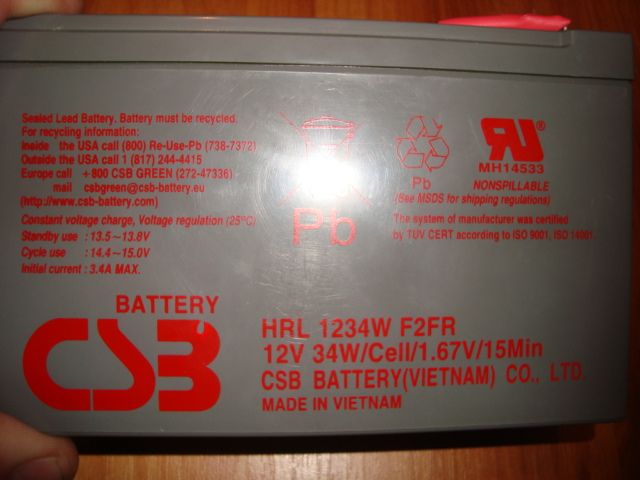 Sealed Lead Battery. Battery must be recycled.
For recycling information:
Inside the USA call (800) Re-Use-Pb (738-7372)
Outside the USA call 1 (817) 244-4415
Europe call +800 CSB GREEN (272-47336)
mail csbgreen@csb-battery.eu
(http://www.csb-battery.com)
Constant voltage charge, Voltage regulation (25°C)
Standby use : 13.5~13.8V
Cycle use : 14.4~15.0V
Initial current : 3.4A MAX.
Pb
Pb
MH14533
NONSPILLABLE
(See MSDS for shipping regulations)
The system of manufacturer was certified
by TUV CERT according to ISO 9001, ISO 14001.
BATTERY
CSB
HRL 1234W F2FR
12V 34W/Cell/1.67V/15Min
CSB BATTERY(VIETNAM) CO., LTD.
MADE IN VIETNAM